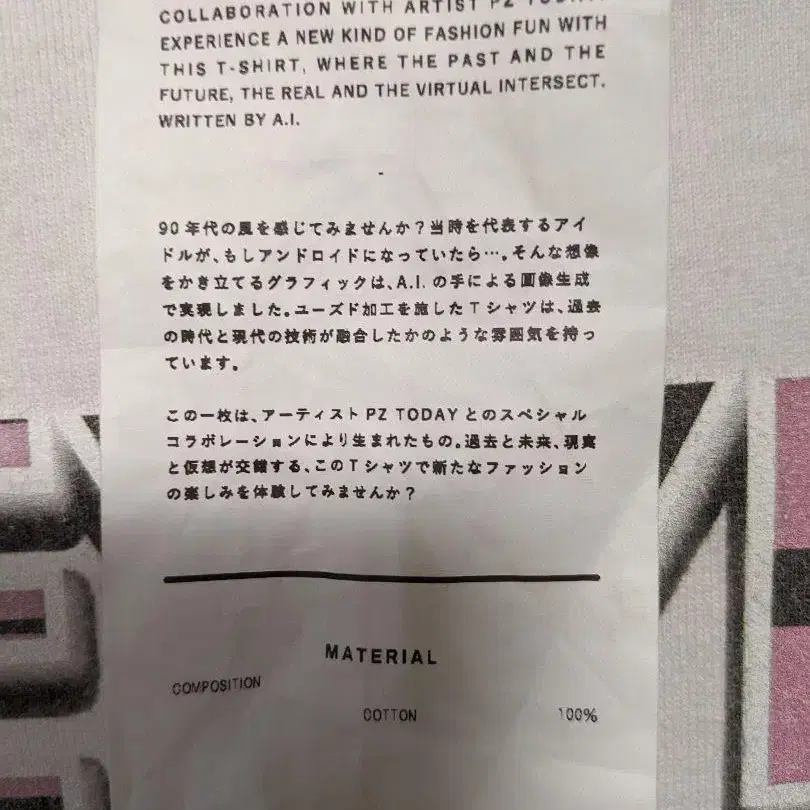 COLLABORATION WITH ARTIST PZ TODAY.
EXPERIENCE A NEW KIND OF FASHION FUN WITH
THIS T-SHIRT, WHERE THE PAST AND THE
FUTURE, THE REAL AND THE VIRTUAL INTERSECT.
WRITTEN BY A.I.
-
90年代の風を感じてみませんか？当時を代表するアイ
ドルが、もしアンドロイドになっていたら…。そんな想像
をかき立てるグラフィックは、A.I. の手による画像生成
で実現しました。ユーズド加工を施したTシャツは、過去
の時代と現代の技術が融合したかのような雰囲気を持っ
ています。
この一枚は、アーティスト PZ TODAY とのスペシャル
コラボレーションにより生まれたもの。過去と未来、現実
と仮想が交錯する、このTシャツで新たなファッション
の楽しみを体験してみませんか？
MATERIAL
COMPOSITION
COTTON 100%